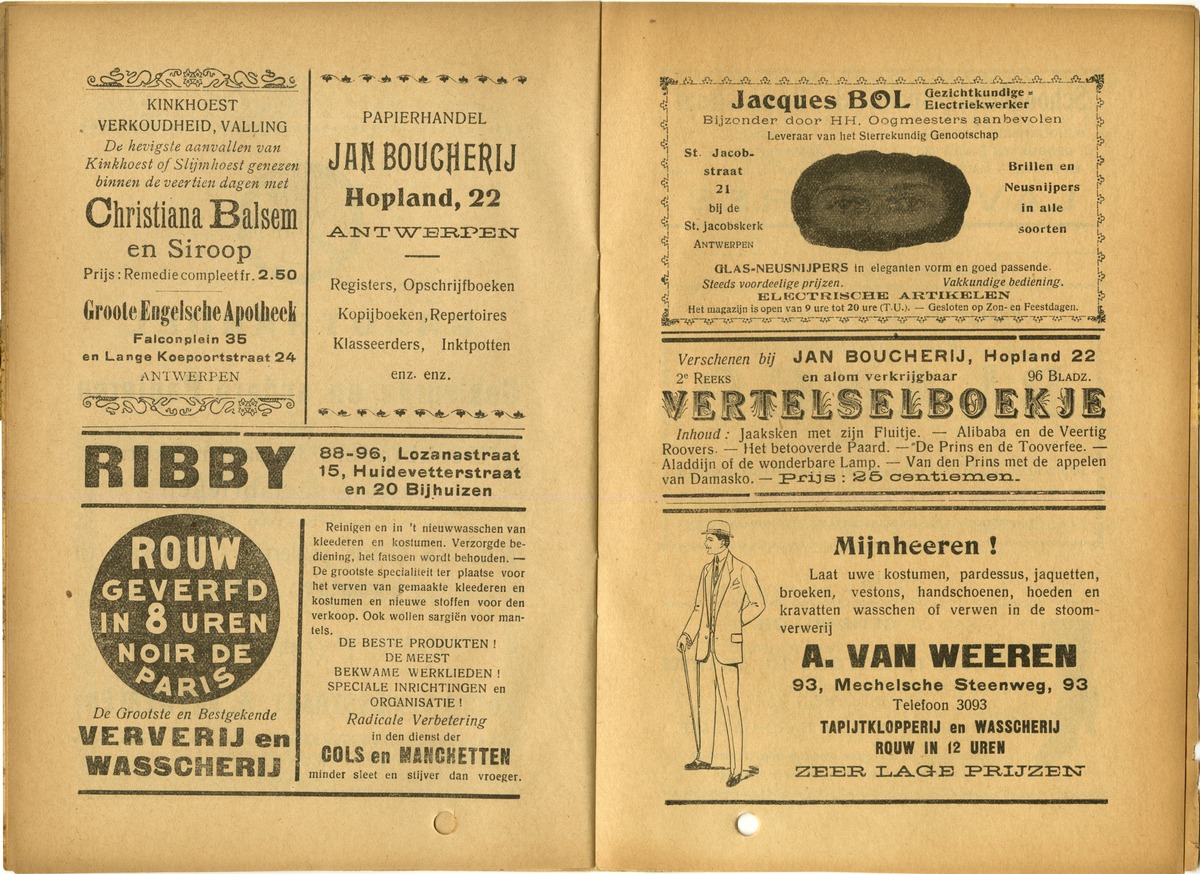 KINKHOEST
VERKOUDHEID, VALLING
De hevigste aanvallen van
Kinkhoest of Slijmhoest genezen
binnen de veertien dagen met
Christiana Balsem
en Siroop
Prijs: Remedie compleet fr. 2.50
Groote Engelsche Apotheek
Falconplein 35
en Lange Koepoortstraat 24
ANTWERPEN
PAPIERHANDEL
JAN BOUCHERIJ
Hopland, 22
ANTWERPEN
Registers, Opschrijfboeken
Kopijboeken, Repertoires
Klasseerders, Inktpotten
enz. enz.
RIBBY
88-96, Lozanastraat
15, Huidevetterstraat
en 20 Bijhuizen
ROUW
GEVERFD
IN 8 UREN
NOIR DE
PARIS
De Grootste en Bestgekende
VERVERIJ en
WASSCHERIJ
Reinigen en in 't nieuwwasschen van
kleederen en kostumen. Verzorgde be-
diening, het fatsoen wordt behouden. —
De grootste specialiteit ter plaatse voor
het verven van gemaakte kleederen en
kostumen en nieuwe stoffen voor den
verkoop. Ook wollen sargiën voor man-
tels.
DE BESTE PRODUKTEN!
DE MEEST
BEKWAME WERKLIEDEN!
SPECIALE INRICHTINGEN en
ORGANISATIE!
Radicale Verbetering
in den dienst der
COLS en MANCHETTEN
minder sleet en stijver dan vroeger.
Jacques BOL Gezichtkundige =
Electriekwerker
Bijzonder door HH. Oogmeesters aanbevolen
Leveraar van het Sterrekundig Genootschap
St. Jacob-
straat
21
bij de
St. jacobskerk
ANTWERPEN
Brillen en
Neusnijpers
in alle
soorten
GLAS-NEUSNIJPERS in eleganten vorm en goed passende.
Steeds voordeelige prijzen. Vakkundige bediening.
ELECTRISCHE ARTIKELEN
Het magazijn is open van 9 ure tot 20 ure (T.U.). — Gesloten op Zon- en Feestdagen.
Verschenen bij JAN BOUCHERIJ, Hopland 22
2e REEKS en alom verkrijgbaar 96 BLADZ.
VERTELSELBOEKJE
Inhoud: Jaaksken met zijn Fluitje. — Alibaba en de Veertig
Roovers. — Het betooverde Paard. — De Prins en de Tooverfee. —
Aladdijn of de wonderbare Lamp. — Van den Prins met de appelen
van Damasko. — Prijs: 25 centiemen.
Mijnheeren!
Laat uwe kostumen, pardessus, jaquetten,
broeken, vestons, handschoenen, hoeden en
kravatten wasschen of verwen in de stoom-
verwerij
A. VAN WEEREN
93, Mechelsche Steenweg, 93
Telefoon 3093
TAPIJTKLOPPERIJ en WASSCHERIJ
ROUW IN 12 UREN
ZEER LAGE PRIJZEN